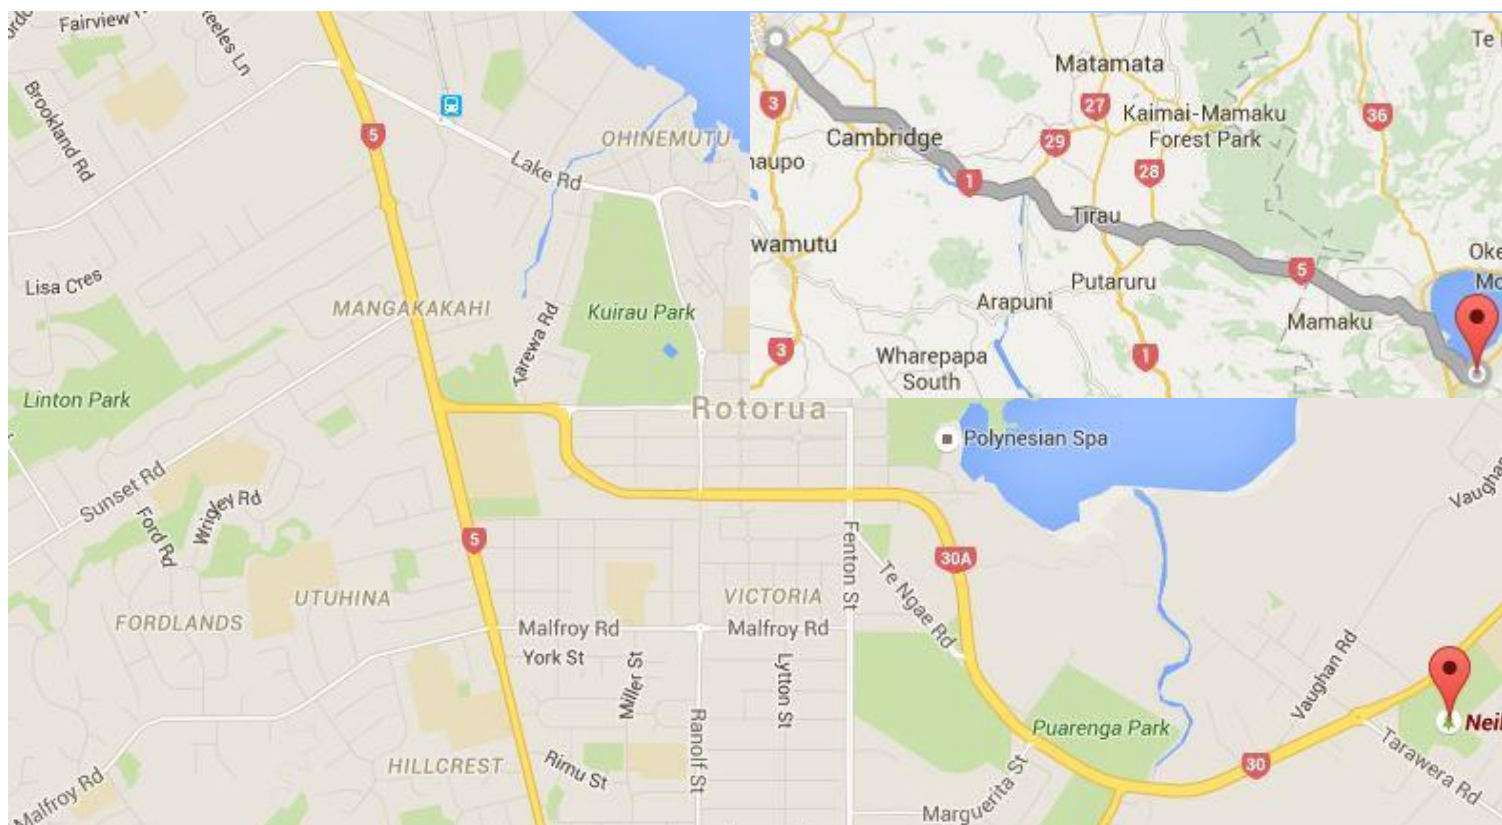 Fairview
Brookland Rd
5
Lake Rd
OHINEMUTU
Lisa Cres
MANGAKAKAHI
Tarewa Rd
Kuirau Park
Linton Park
Rotorua
Sunset Rd
Ford Rd
Wrigley Rd
5
UTUHINA
FORDLANDS
Malfroy Rd
Malfroy Rd
York St
Miller St
Lytton St
VICTORIA
Fenton St
Te Ngae Rd
30A
Ranolf St
Rimu St
HILLCREST
Malfroy Rd
Marguerita St
Puarenga Park
Polynesian Spa
Vaughan
Vaughan Rd
30
Tarawera Rd
Neil
Te
Matamata
3
27
Kaimai-Mamaku
Forest Park
36
Cambridge
29
28
1
Tirau
wamutu
Putaruru
5
Arapuni
Mamaku
3
Wharepapa
South
1